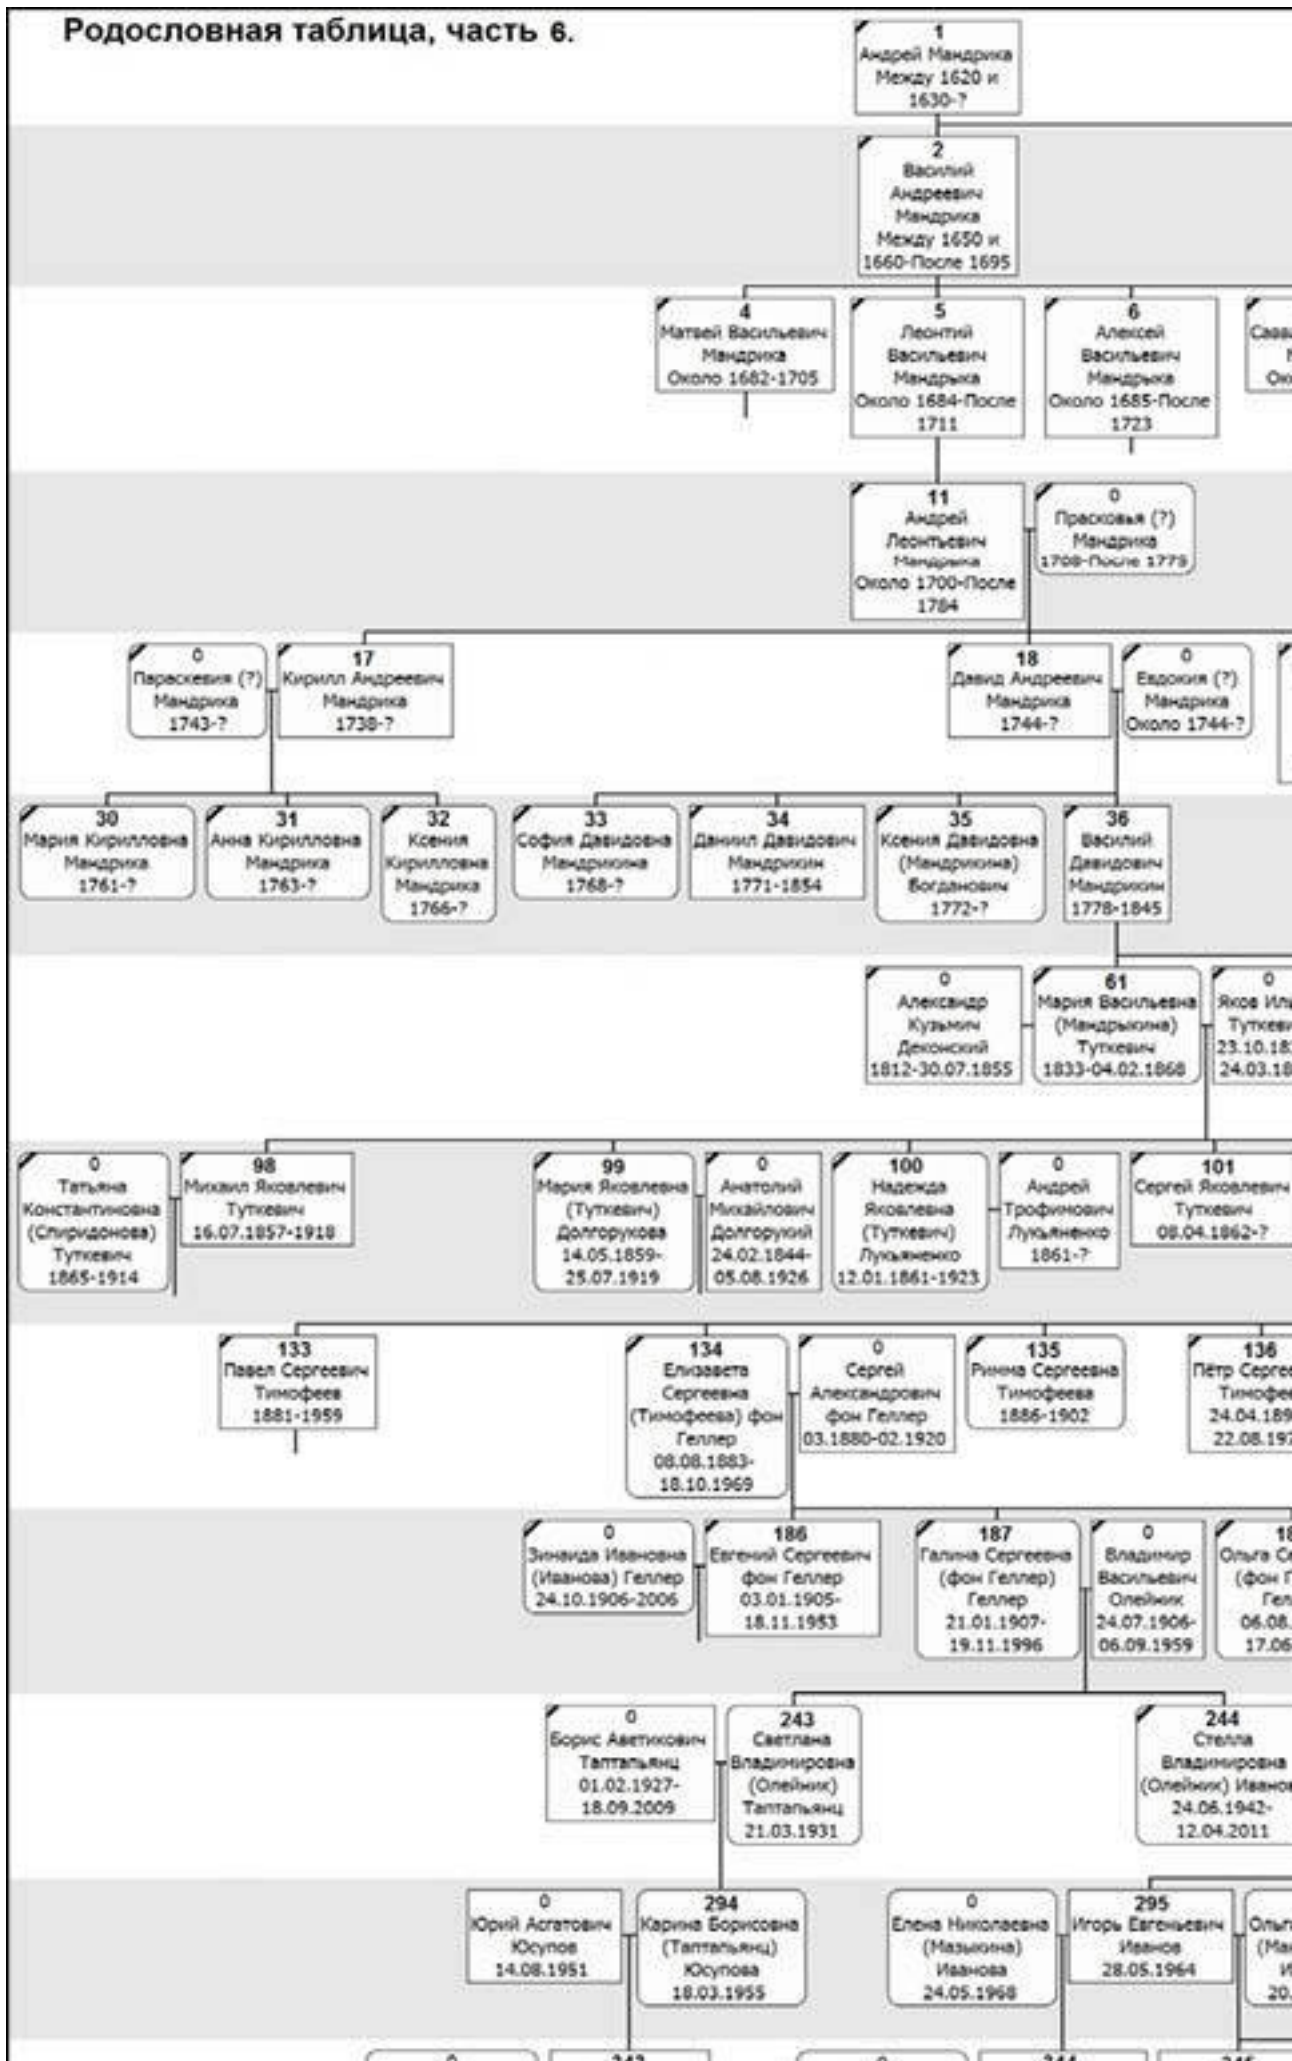 Родословная таблица, часть 6.
1
Андрей Мандрика
Между 1620 и
1630-?
2
Василий
Андреевич
Мандрика
Между 1650 и
1660-После 1695
4
Матвей Васильевич
Мандрика
Около 1682-1705
5
Леонтий
Васильевич
Мандрыка
Около 1684-После
1711
6
Алексей
Васильевич
Мандрыка
Около 1685-После
1723
11
Андрей
Леонтьевич
Мандрыка
Около 1700-После
1784
0
Прасковья (?)
Мандрика
1708-После 1775
0
Параскевия (?)
Мандрика
1743-?
17
Кирилл Андреевич
Мандрика
1738-?
18
Давид Андреевич
Мандрика
1744-?
0
Евдокия (?)
Мандрика
Около 1744-?
30
Мария Кирилловна
Мандрика
1761-?
31
Анна Кирилловна
Мандрика
1763-?
32
Ксения
Кирилловна
Мандрика
1766-?
33
София Давидовна
Мандрикина
1768-?
34
Даниил Давидович
Мандрикин
1771-1854
35
Ксения Давидовна
(Мандрикина)
Богданович
1772-?
36
Василий
Давидович
Мандрикин
1778-1845
0
Александр
Кузьмич
Деконский
1812-30.07.1855
61
Мария Васильевна
(Мандрыкина)
Туткевич
1833-04.02.1868
0
Яков
0
Татьяна
Константиновна
(Спиридонова)
Туткевич
1865-1914
98
Михаил Яковлевич
Туткевич
16.07.1857-1918
99
Мария Яковлевна
(Туткевич)
Долгорукова
14.05.1859-
25.07.1919
0
Анатолий
Михайлович
Долгорукий
24.02.1844-
05.08.1926
100
Надежда
Яковлевна
(Туткевич)
Лукьяненко
12.01.1861-1923
0
Андрей
Трофимович
Лукьяненко
1861-?
101
Сергей Яковлевич
Туткевич
08.04.1862-?
133
Павел Сергеевич
Тимофеев
1881-1959
134
Елизавета
Сергеевна
(Тимофеева) фон
Геллер
08.08.1883-
18.10.1969
0
Сергей
Александрович
фон Геллер
03.1880-02.1920
135
Римма Сергеевна
Тимофеева
1886-1902
136
Пётр
0
Зинаида Ивановна
(Иванова) Геллер
24.10.1906-2006
186
Евгений Сергеевич
фон Геллер
03.01.1905-
18.11.1953
187
Галина Сергеевна
(фон Геллер)
Геллер
21.01.1907-
19.11.1996
0
Владимир
Васильевич
Олейник
24.07.1906-
06.09.1959
Ольга
(фон
0
Борис Аветикович
Таптапьянц
01.02.1927-
18.09.2009
243
Светлана
Владимировна
(Олейник)
Таптапьянц
21.03.1931
244
Стелла
Владимировна
(Олейник)
24.06.1942-
12.04.2011
0
Юрий Асгатович
Юсупов
14.08.1951
294
Карина Борисовна
(Таптапьянц)
Юсупова
18.03.1955
0
Елена Николаевна
(Мазыкина)
Иванова
24.05.1968
295
Игорь Евгеньевич
Иванов
28.05.1964